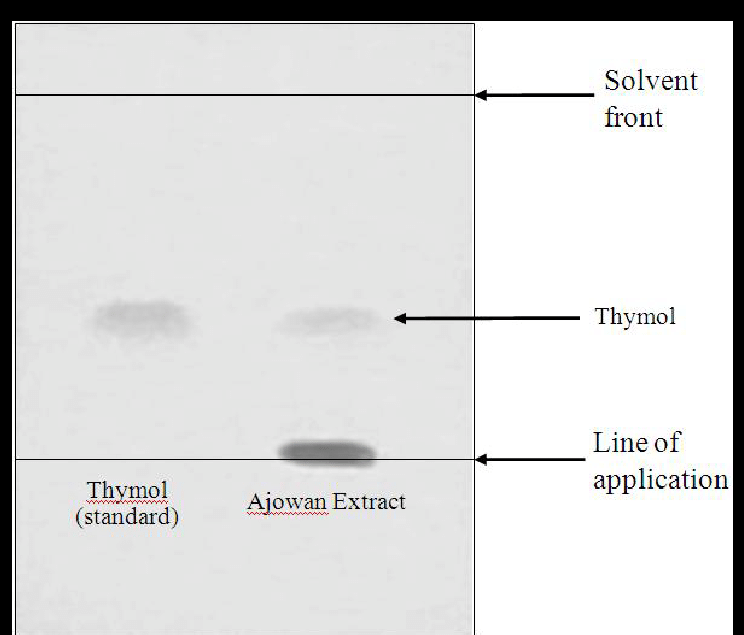 Solvent
front
Thymol
Line of
application
Thymol
(standard)
Ajowan Extract